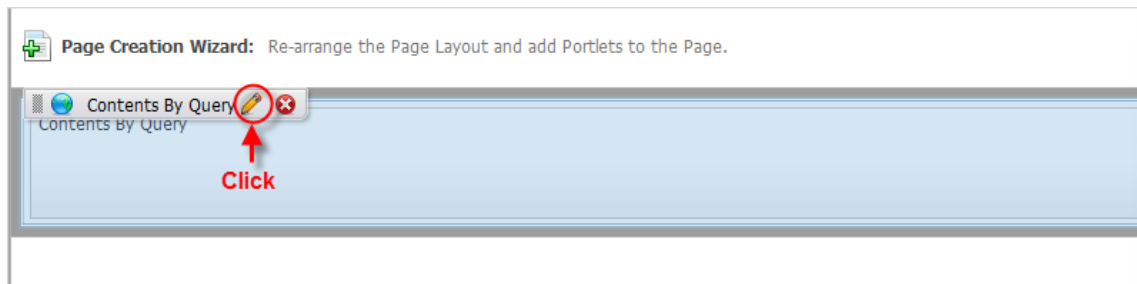 Page Creation Wizard: Re-arrange the Page Layout and add Portlets to the Page.
Contents By Query
Contents By Query
Click